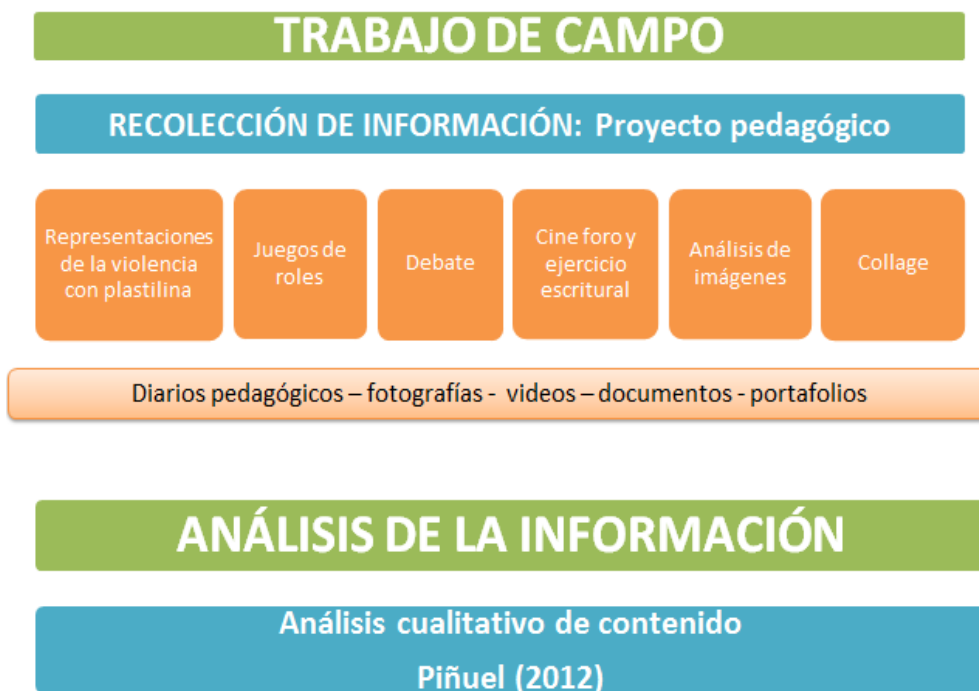 TRABAJO DE CAMPO
RECOLECCIÓN DE INFORMACIÓN: Proyecto pedagógico
Representaciones
de la violencia
con plastilina
Juegos de
roles
Debate
Cine foro y
ejercicio
escritural
Análisis de
imágenes
Collage
Diarios pedagógicos – fotografías - videos – documentos - portafolios
ANÁLISIS DE LA INFORMACIÓN
Análisis cualitativo de contenido
Piñuel (2012)